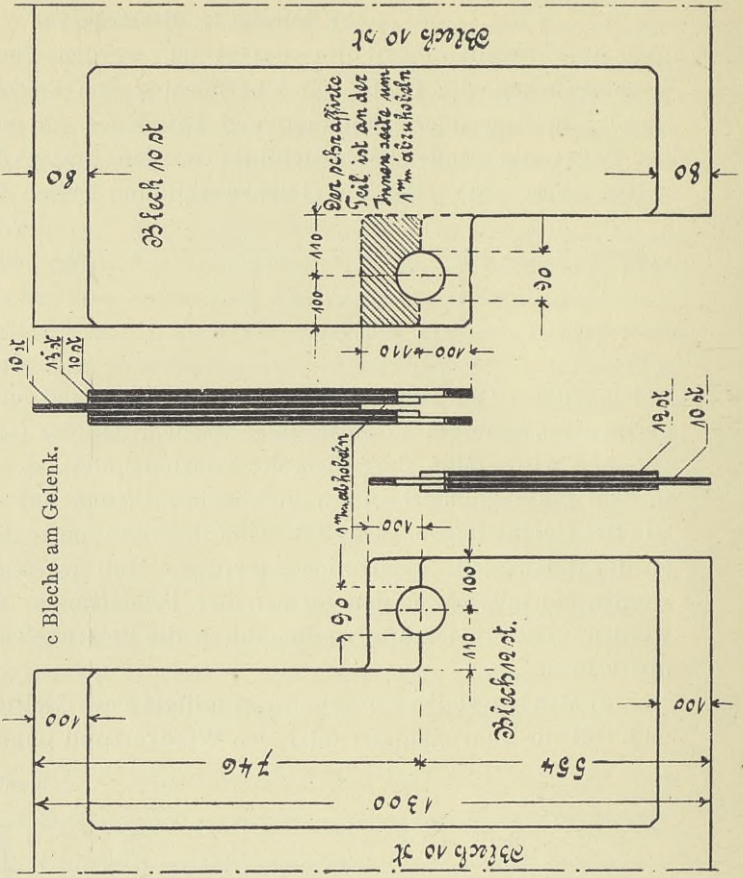 Blech 10 st
80
Blech 10 st
Der schraffirte
Teil ist an der
Innenseite um
1mm abzuhobeln
80
110
100
90
100
110
10 st
13 st
10 st
c Bleche am Gelenk.
1mm abhobeln
12 st
10 st
100
100
90
100
110
Blech 12 st.
100
746
554
1300
Blech 10 st